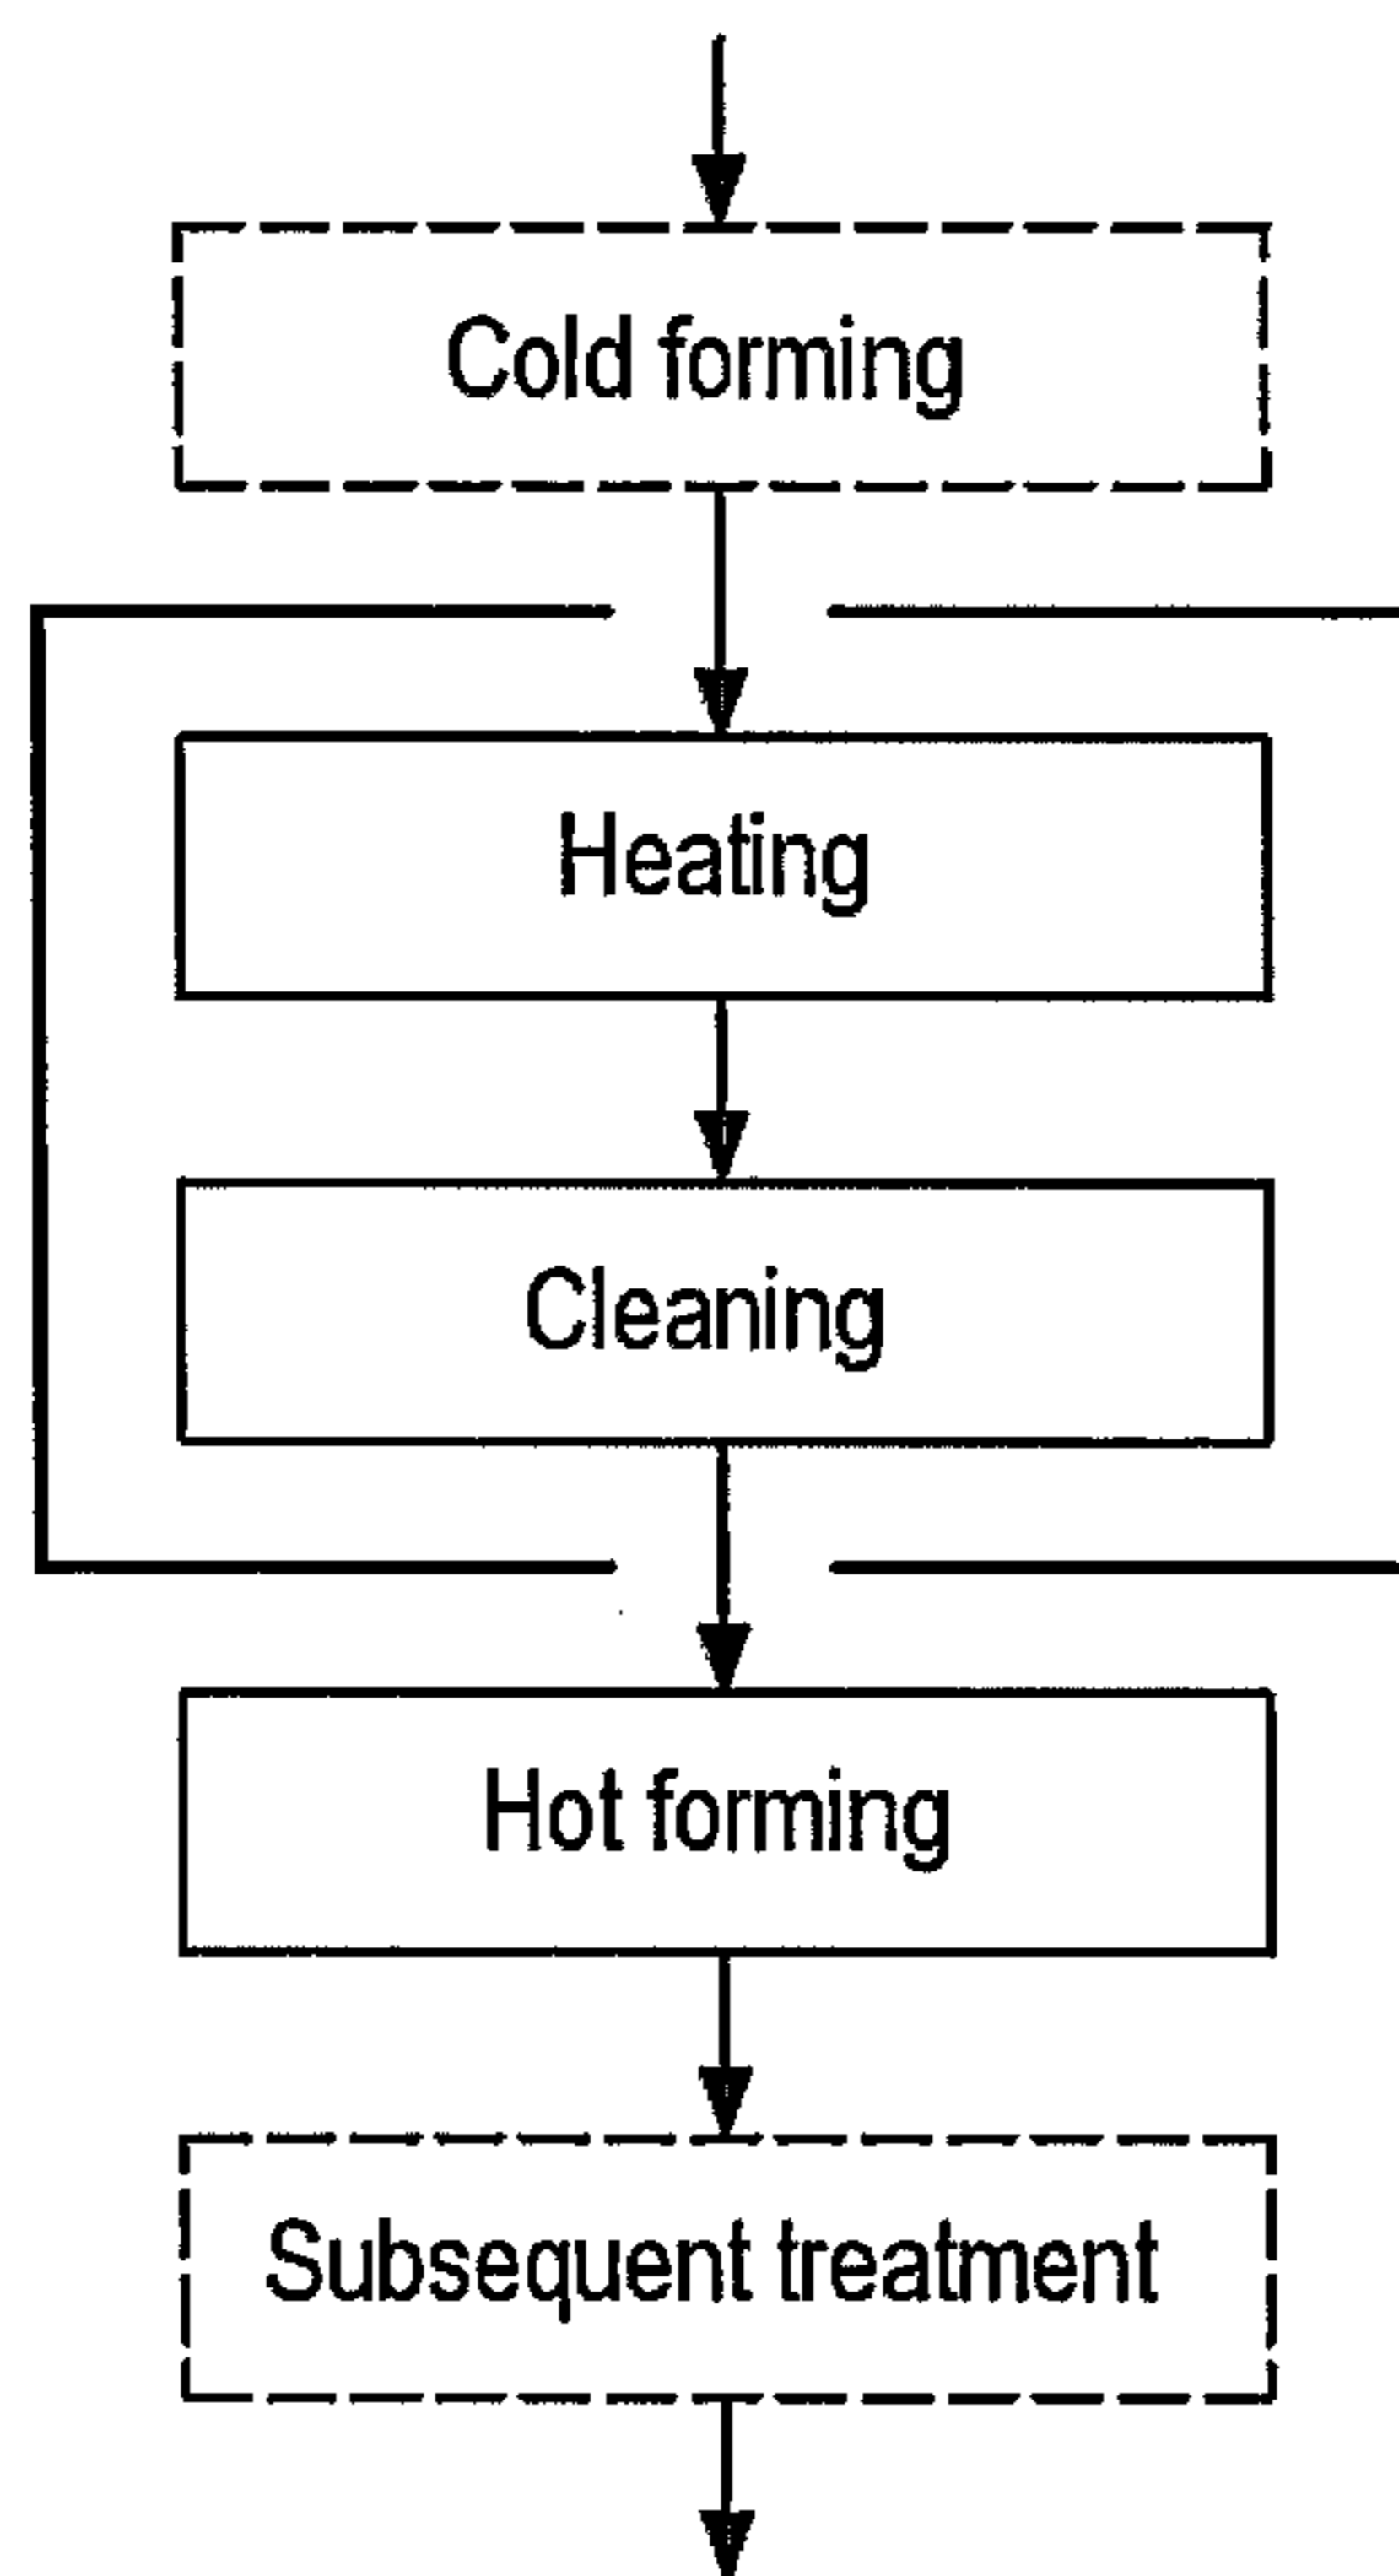 Cold forming
Heating
Cleaning
Hot forming
Subsequent treatment